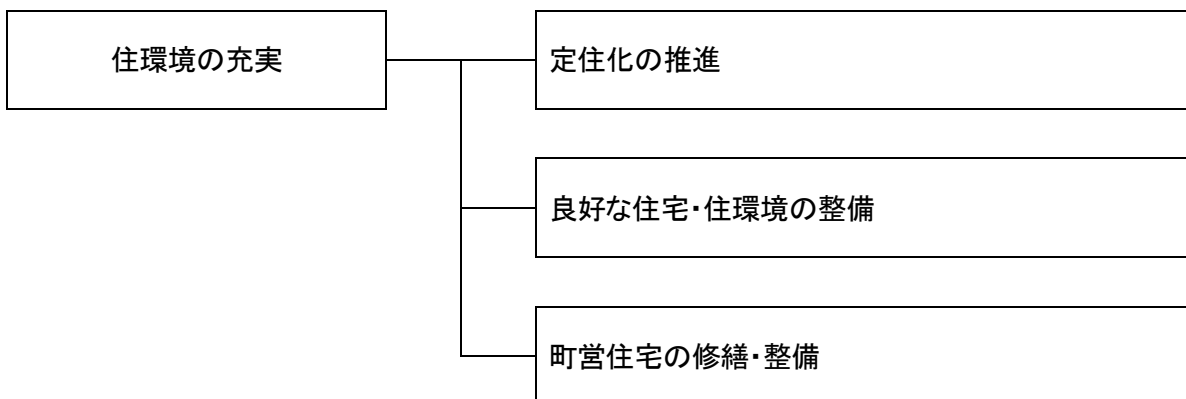 住環境の充実
定住化の推進
良好な住宅・住環境の整備
町営住宅の修繕・整備